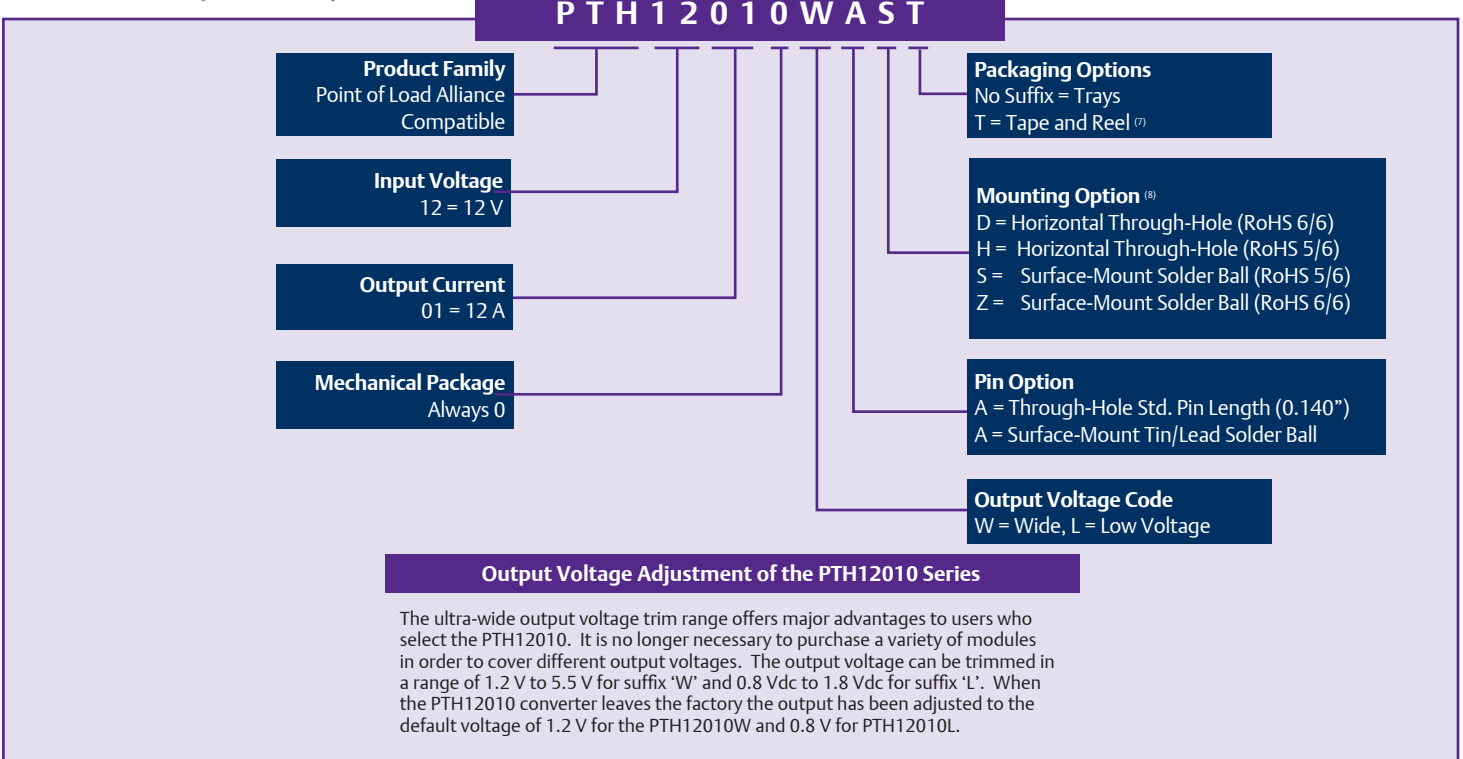 PTH12010WAST
Product Family
Point of Load Alliance
Compatible
Input Voltage
12 = 12 V
Output Current
01 = 12 A
Mechanical Package
Always 0
Packaging Options
No Suffix = Trays
T = Tape and Reel (7)
Mounting Option (8)
D = Horizontal Through-Hole (RoHS 6/6)
H = Horizontal Through-Hole (RoHS 5/6)
S = Surface-Mount Solder Ball (RoHS 5/6)
Z = Surface-Mount Solder Ball (RoHS 6/6)
Pin Option
A = Through-Hole Std. Pin Length (0.140”)
A = Surface-Mount Tin/Lead Solder Ball
Output Voltage Code
W = Wide, L = Low Voltage
Output Voltage Adjustment of the PTH12010 Series
The ultra-wide output voltage trim range offers major advantages to users who
select the PTH12010. It is no longer necessary to purchase a variety of modules
in order to cover different output voltages. The output voltage can be trimmed in
a range of 1.2 V to 5.5 V for suffix ‘W’ and 0.8 Vdc to 1.8 Vdc for suffix ‘L’. When
the PTH12010 converter leaves the factory the output has been adjusted to the
default voltage of 1.2 V for the PTH12010W and 0.8 V for PTH12010L.